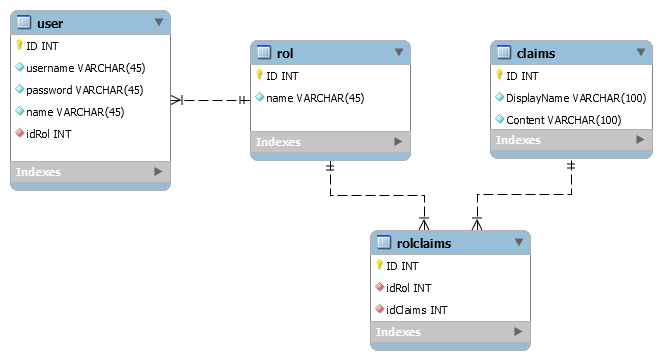 user
ID INT
username VARCHAR(45)
password VARCHAR(45)
name VARCHAR(45)
idRol INT
Indexes
rol
ID INT
name VARCHAR(45)
Indexes
claims
ID INT
DisplayName VARCHAR(100)
Content VARCHAR(100)
Indexes
rolclaims
ID INT
idRol INT
idClaims INT
Indexes